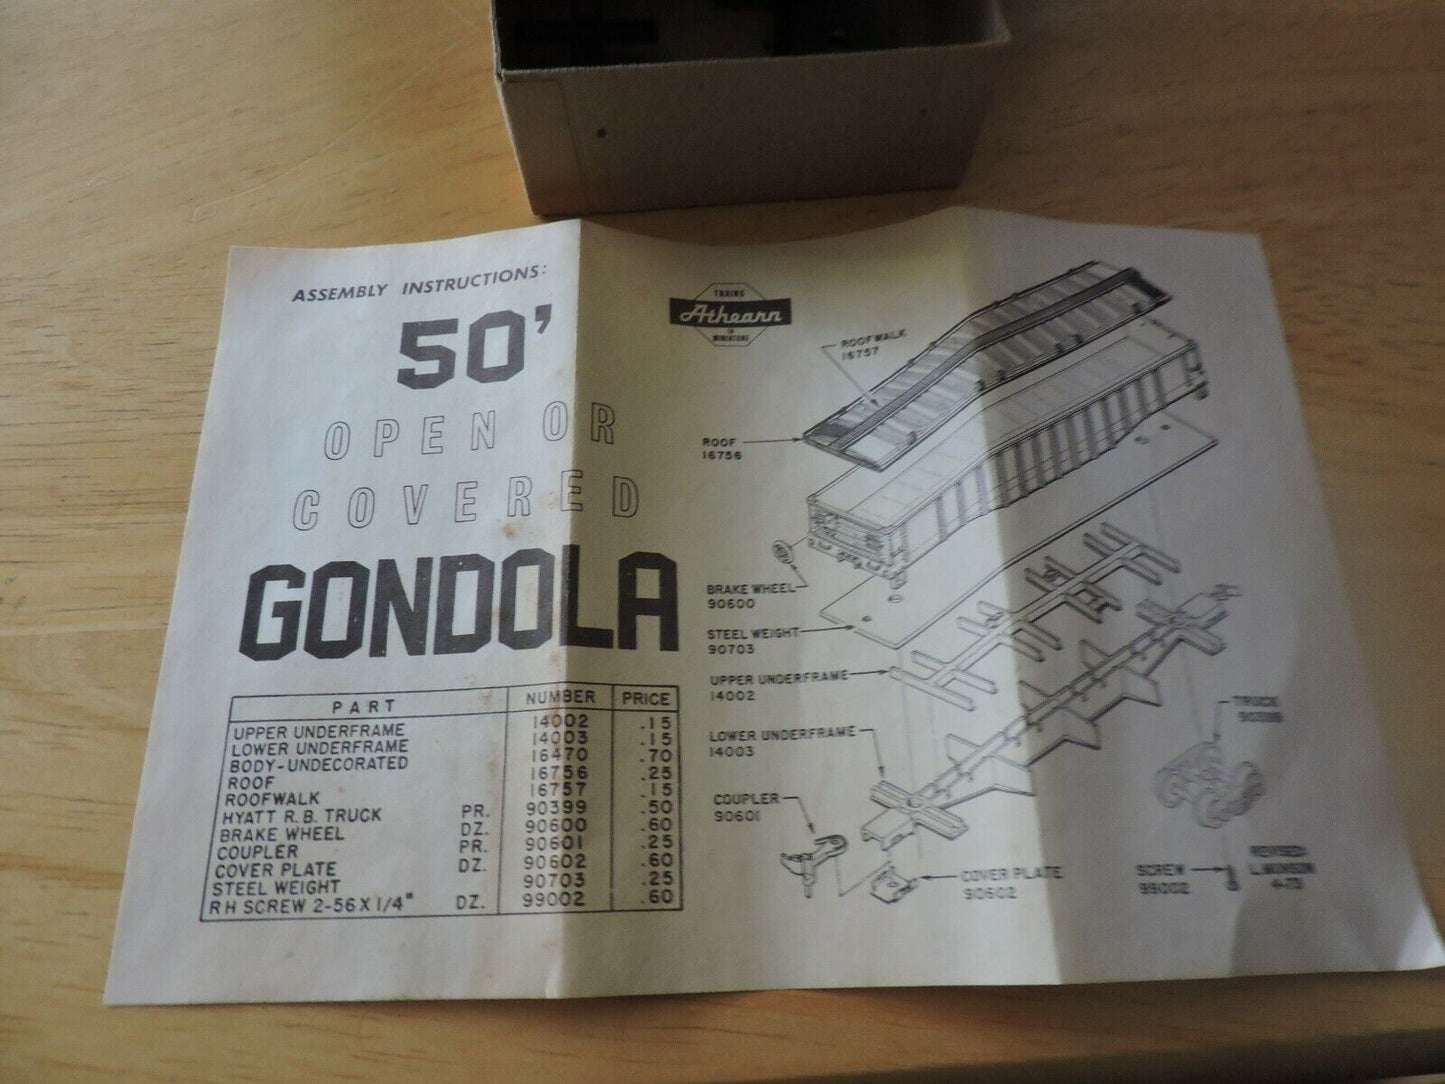 ASSEMBLY INSTRUCTIONS:
50'
OPEN OR
COVERED
GONDOLA
PART NUMBER PRICE
UPPER UNDERFRAME 14002 .15
LOWER UNDERFRAME 14003 .15
BODY-UNDECORATED 16470 .70
ROOF 16756 .25
ROOFWALK 16757 .15
HYATT R.B. TRUCK PR. 90399 .50
BRAKE WHEEL DZ. 90600 .60
COUPLER PR. 90601 .25
COVER PLATE DZ. 90602 .60
STEEL WEIGHT 90703 .25
RH SCREW 2-56 X 1/4" DZ. 99002 .60
TRAINS
Athearn
IN
MINIATURE
ROOFWALK
16757
ROOF
16756
BRAKE WHEEL
90600
STEEL WEIGHT
90703
UPPER UNDERFRAME
14002
LOWER UNDERFRAME
14003
COUPLER
90601
COVER PLATE
90602
TRUCK
SCREW
99002
REVISED
4-75